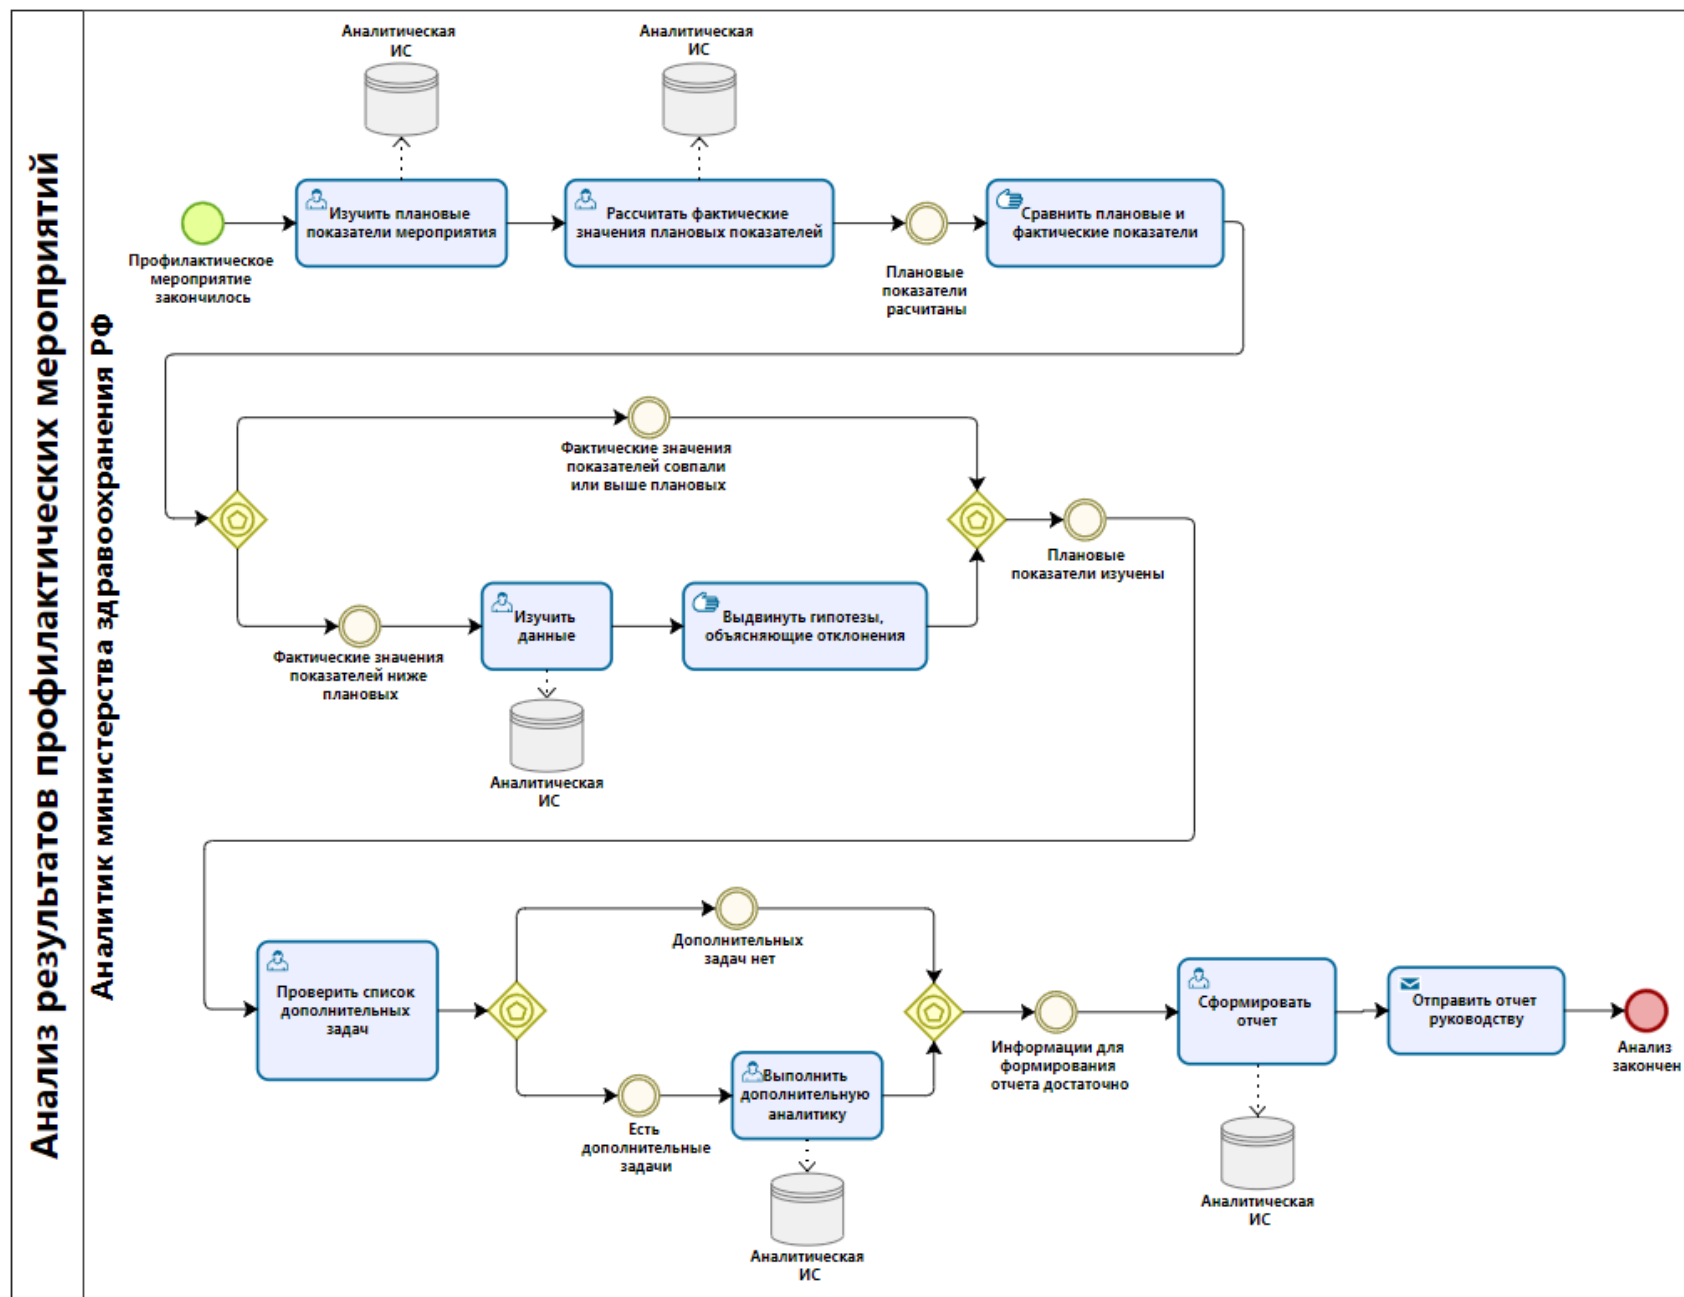 Анализ результатов профилактических мероприятий
Аналитик министерства здравоохранения РФ
Аналитическая
ИС
Аналитическая
ИС
Профилактическое
мероприятие
закончилось
Изучить плановые
показатели мероприятия
Рассчитать фактические
значения плановых показателей
Плановые
показатели
расчитаны
Сравнить плановые и
фактические показатели
Фактические значения
показателей совпали
или выше плановых
Фактические значения
показателей ниже
плановых
Изучить
данные
Аналитическая
ИС
Выдвинуть гипотезы,
объясняющие отклонения
Плановые
показатели изучены
Проверить список
дополнительных
задач
Дополнительных
задач нет
Есть
дополнительные
задачи
Выполнить
дополнительную
аналитику
Аналитическая
ИС
Информации для
формирования
отчета достаточно
Сформировать
отчет
Аналитическая
ИС
Отправить отчет
руководству
Анализ
закончен